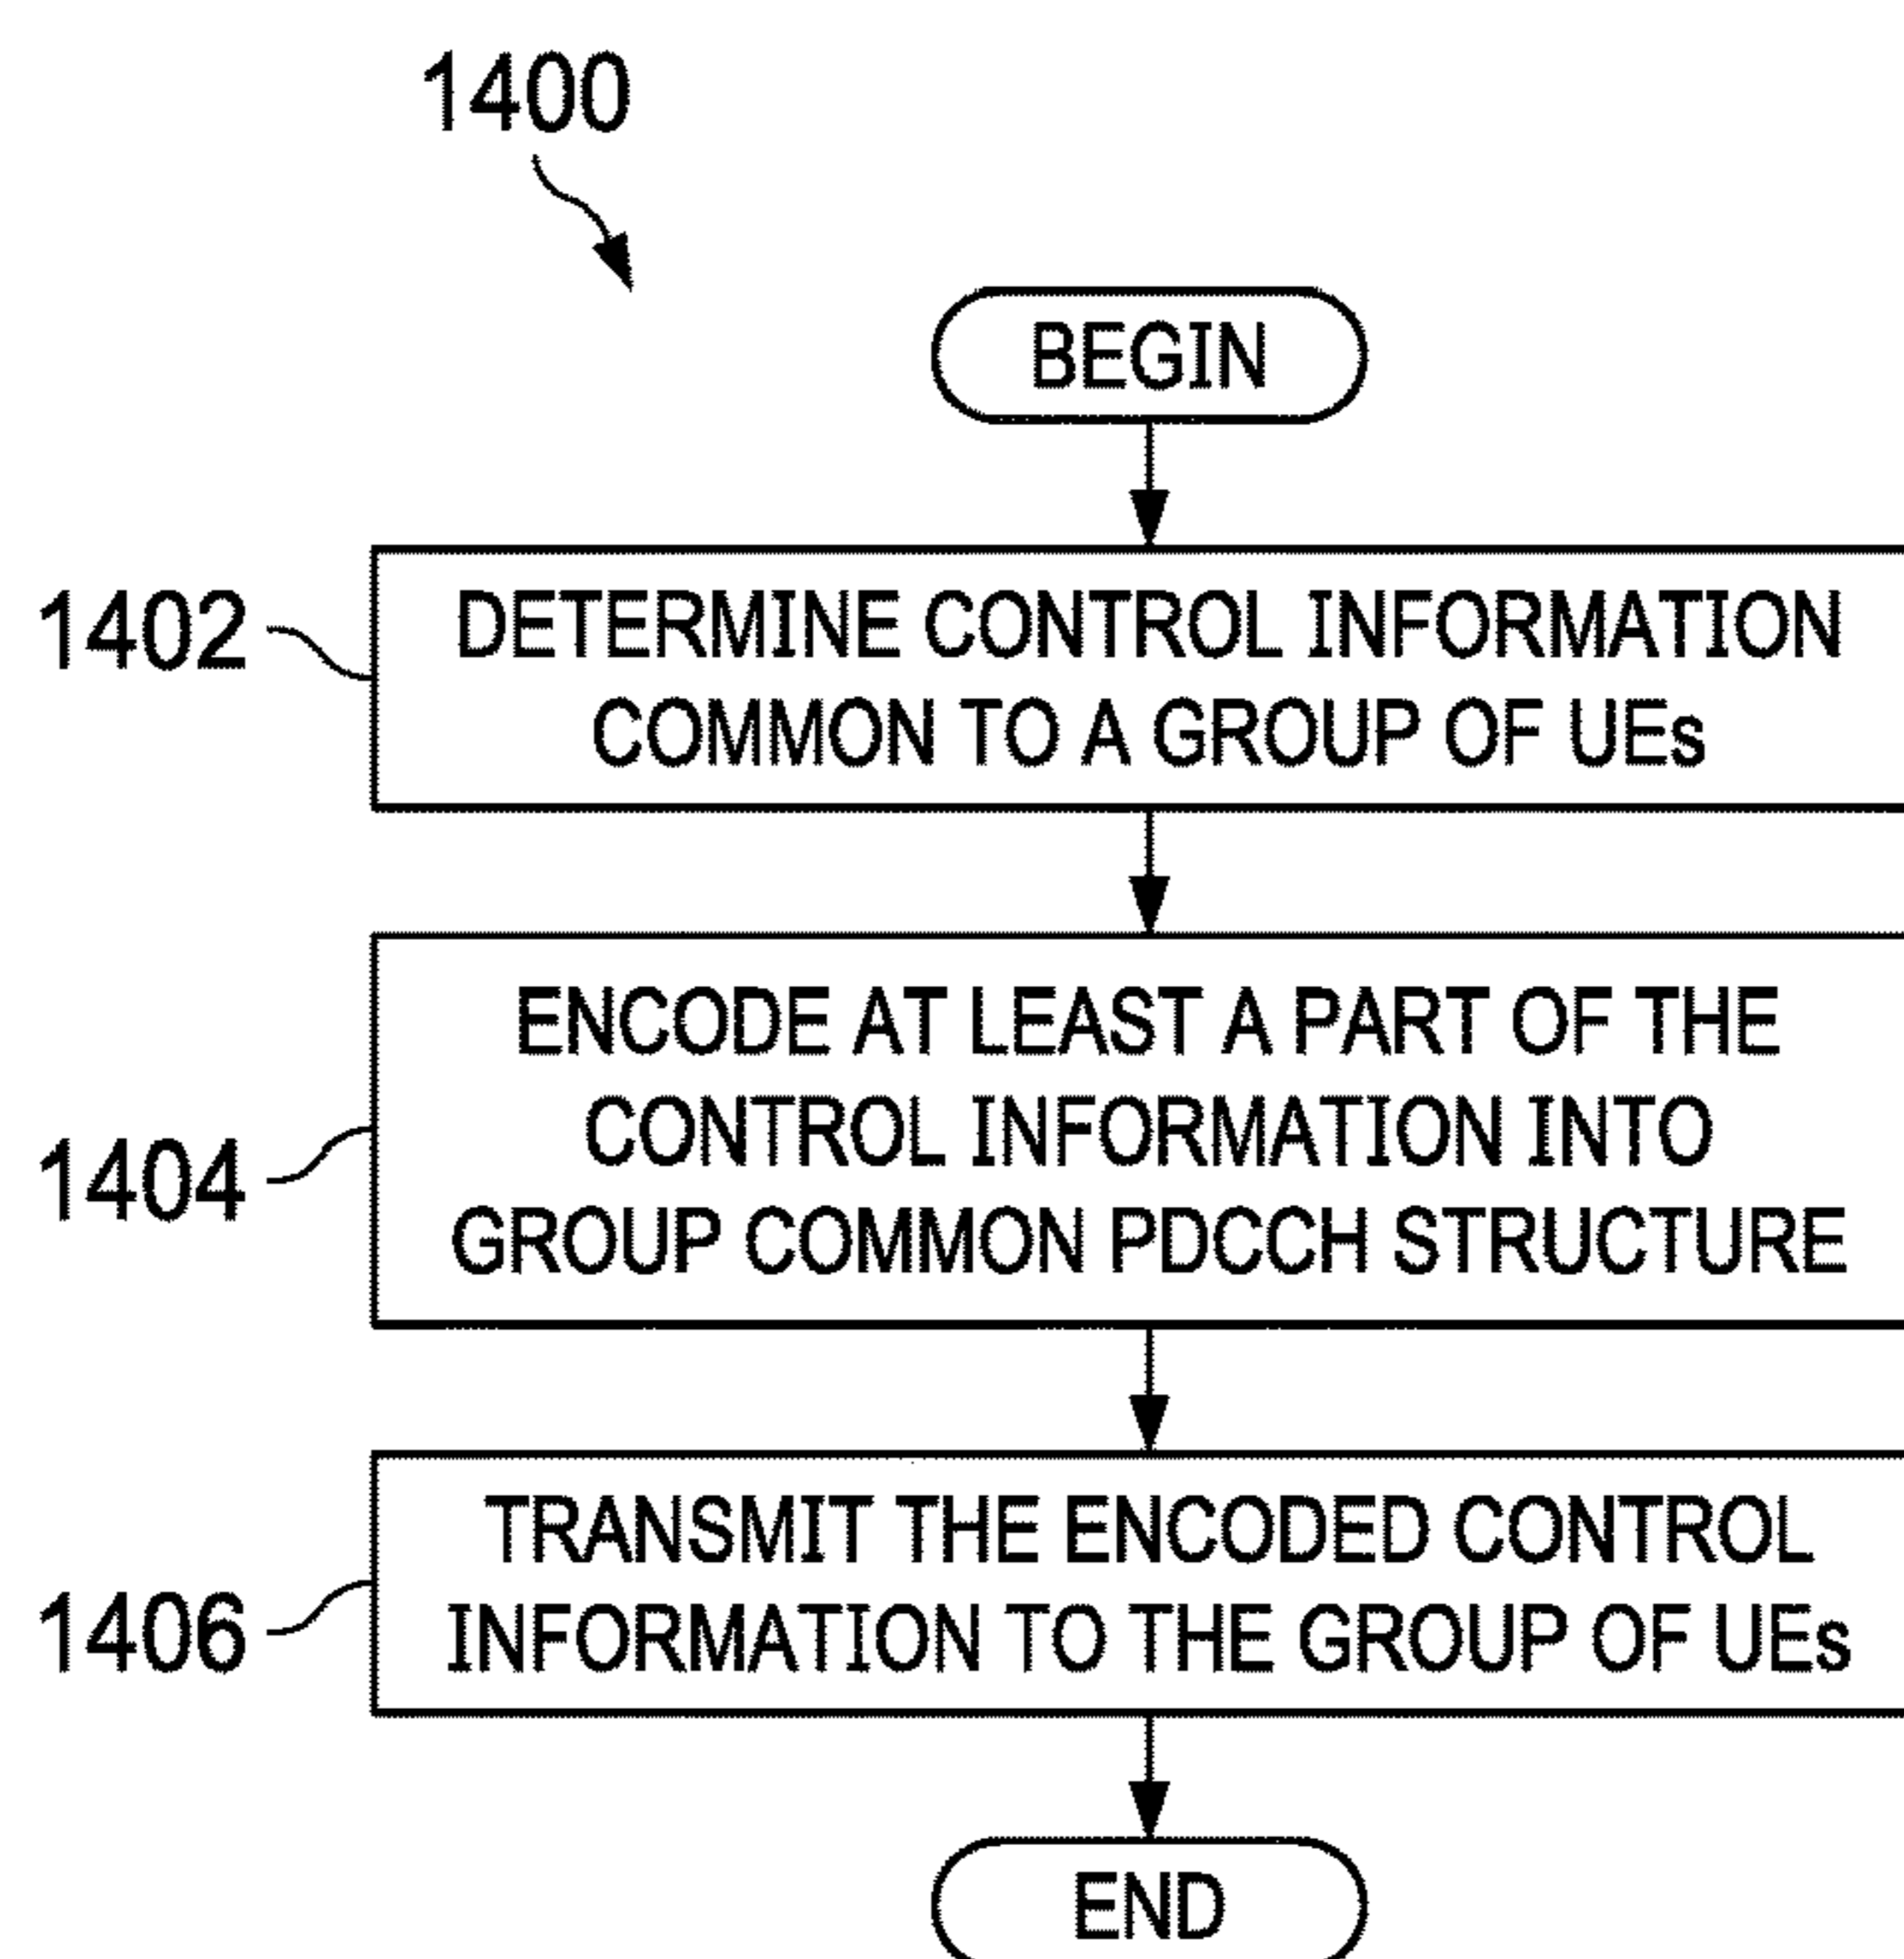 1400
BEGIN
1402
DETERMINE CONTROL INFORMATION
COMMON TO A GROUP OF UEs
ENCODE AT LEAST A PART OF THE
CONTROL INFORMATION INTO
1404
GROUP COMMON PDCCH STRUCTURE
TRANSMIT THE ENCODED CONTROL
1406
INFORMATION TO THE GROUP OF UEs
END